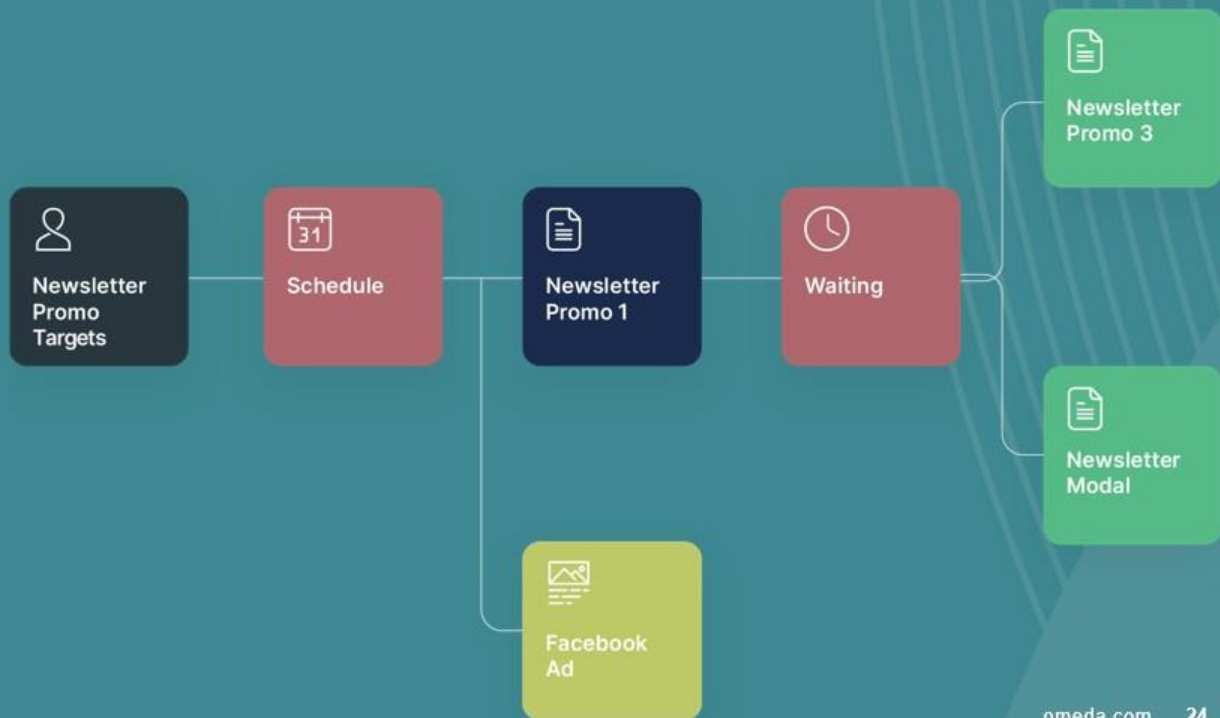 Newsletter
Promo 3
Newsletter
Promo
Targets
31
Schedule
Newsletter
Promo 1
Waiting
Newsletter
Modal
Facebook
Ad
omeda.com 24